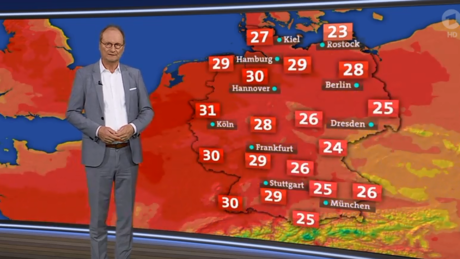 27
Kiel
23
Rostock
29
Hamburg
29
30
Hannover
28
Berlin
31
Köln
28
26
25
Dresden
30
Frankfurt
29
24
26
Stuttgart
29
25
26
München
30
25
HD